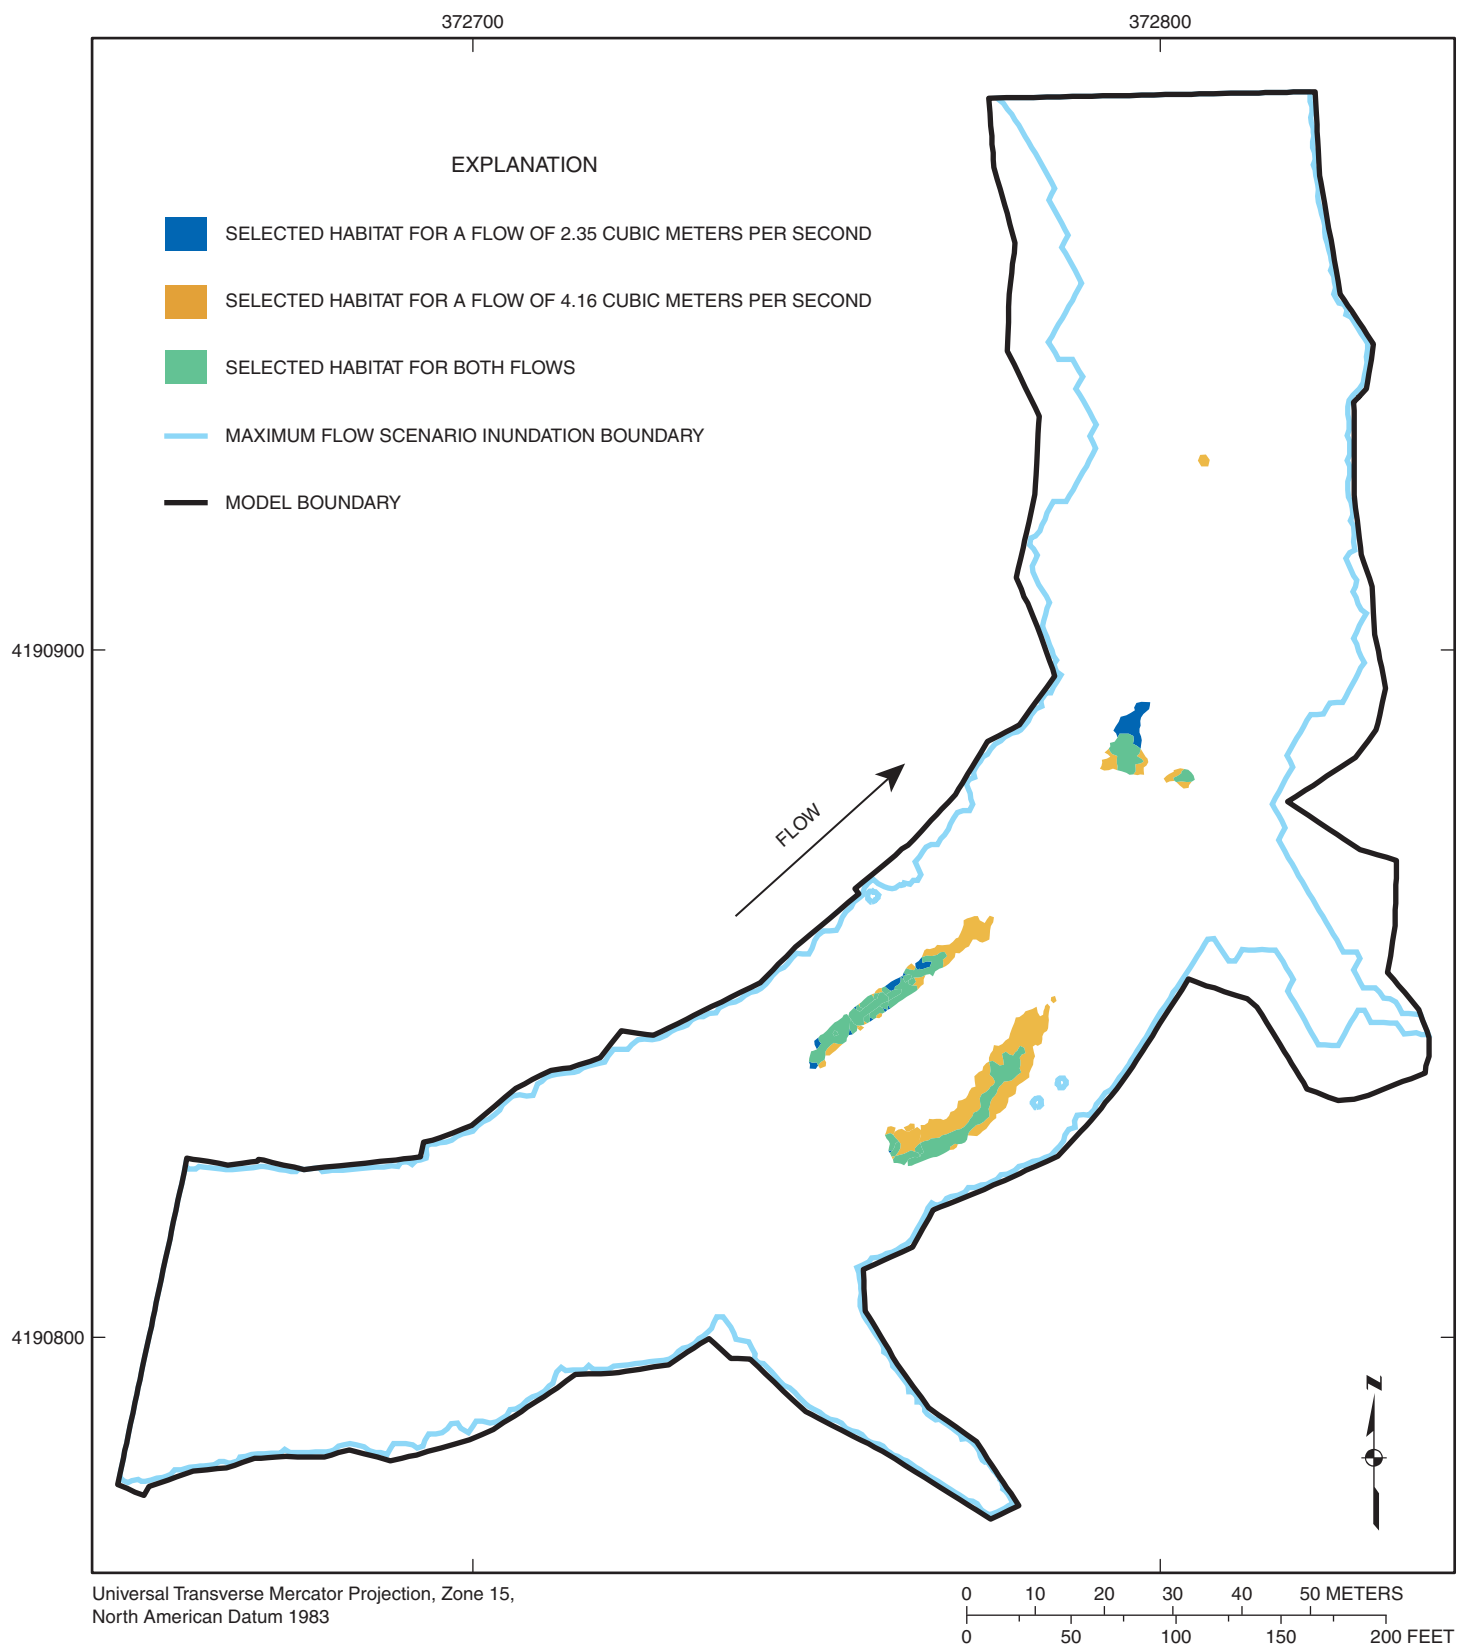 372700 372800
EXPLANATION
SELECTED HABITAT FOR A FLOW OF 2.35 CUBIC METERS PER SECOND
SELECTED HABITAT FOR A FLOW OF 4.16 CUBIC METERS PER SECOND
SELECTED HABITAT FOR BOTH FLOWS
MAXIMUM FLOW SCENARIO INUNDATION BOUNDARY
MODEL BOUNDARY
4190900
FLOW
4190800
N
Universal Transverse Mercator Projection, Zone 15,
North American Datum 1983
0 10 20 30 40 50 METERS
0 50 100 150 200 FEET